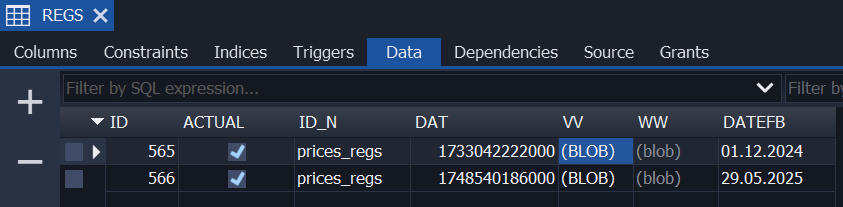 REGS
Columns Constraints Indices Triggers Data Dependencies Source Grants
Filter by SQL expression... Filter by
ID ACTUAL ID_N DAT VV WW DATEFB
565 prices_regs 1733042222000 (BLOB) (blob) 01.12.2024
566 prices_regs 1748540186000 (BLOB) (blob) 29.05.2025